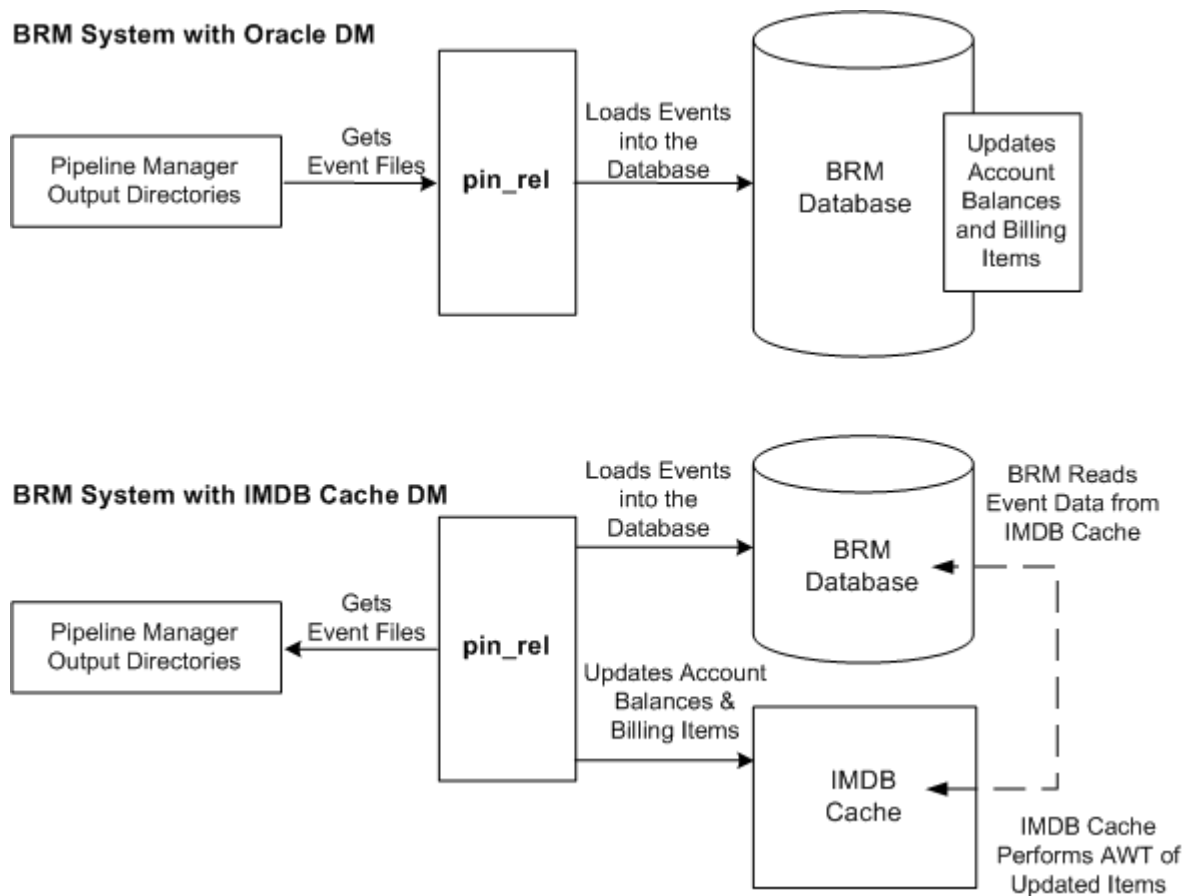 BRM System with Oracle DM
Pipeline Manager
Output Directories
Gets
Event Files
pin_rel
Loads Events
into the
Database
BRM
Database
Updates
Account
Balances
and Billing
Items
BRM System with IMDB Cache DM
Pipeline Manager
Output Directories
Gets
Event Files
pin_rel
Loads Events
into the
Database
BRM
Database
BRM Reads
Event Data from
IMDB Cache
Updates Account
Balances &
Billing Items
IMDB
Cache
IMDB Cache
Performs AWT of
Updated Items